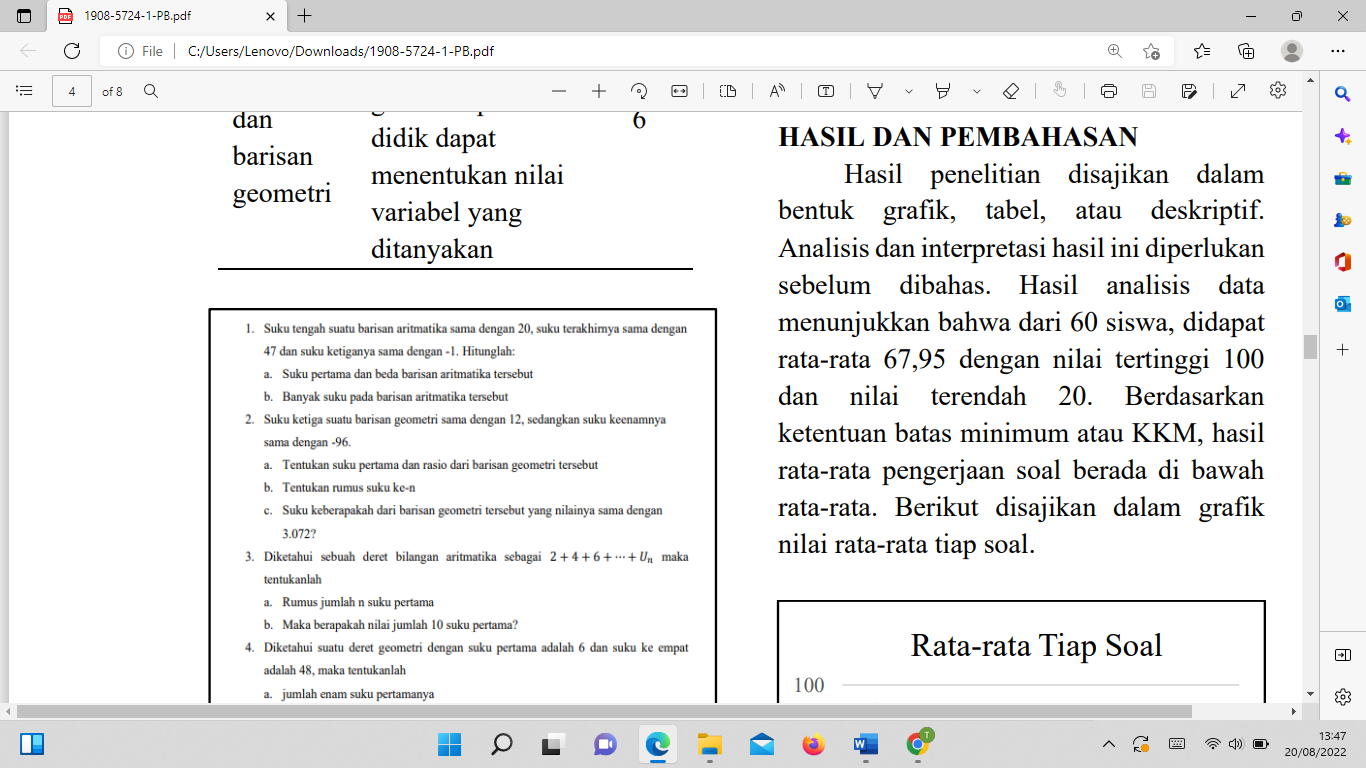 1908-5724-1-PB.pdf
File
C:/Users/Lenovo/Downloads/1908-5724-1-PB.pdf
4 of 8
dan
barisan
geometri
didik dapat
menentukan nilai
variabel yang
ditanyakan
6
1. Suku tengah suatu barisan aritmatika sama dengan 20, suku terakhirnya sama dengan
47 dan suku ketiganya sama dengan -1. Hitunglah:
a. Suku pertama dan beda barisan aritmatika tersebut
b. Banyak suku pada barisan aritmatika tersebut
2. Suku ketiga suatu barisan geometri sama dengan 12, sedangkan suku keenamnya
sama dengan -96.
a. Tentukan suku pertama dan rasio dari barisan geometri tersebut
b. Tentukan rumus suku ke-n
c. Suku keberapakah dari barisan geometri tersebut yang nilainya sama dengan
3.072?
3. Diketahui sebuah deret bilangan aritmatika sebagai 2 + 4 + 6 + ⋯ + Uₙ maka
tentukanlah
a. Rumus jumlah n suku pertama
b. Maka berapakah nilai jumlah 10 suku pertama?
4. Diketahui suatu deret geometri dengan suku pertama adalah 6 dan suku ke empat
adalah 48, maka tentukanlah
a. jumlah enam suku pertamanya
HASIL DAN PEMBAHASAN
Hasil penelitian disajikan dalam
bentuk grafik, tabel, atau deskriptif.
Analisis dan interpretasi hasil ini diperlukan
sebelum dibahas. Hasil analisis data
menunjukkan bahwa dari 60 siswa, didapat
rata-rata 67,95 dengan nilai tertinggi 100
dan nilai terendah 20. Berdasarkan
ketentuan batas minimum atau KKM, hasil
rata-rata pengerjaan soal berada di bawah
rata-rata. Berikut disajikan dalam grafik
nilai rata-rata tiap soal.
Rata-rata Tiap Soal
100
13:47
20/08/2022